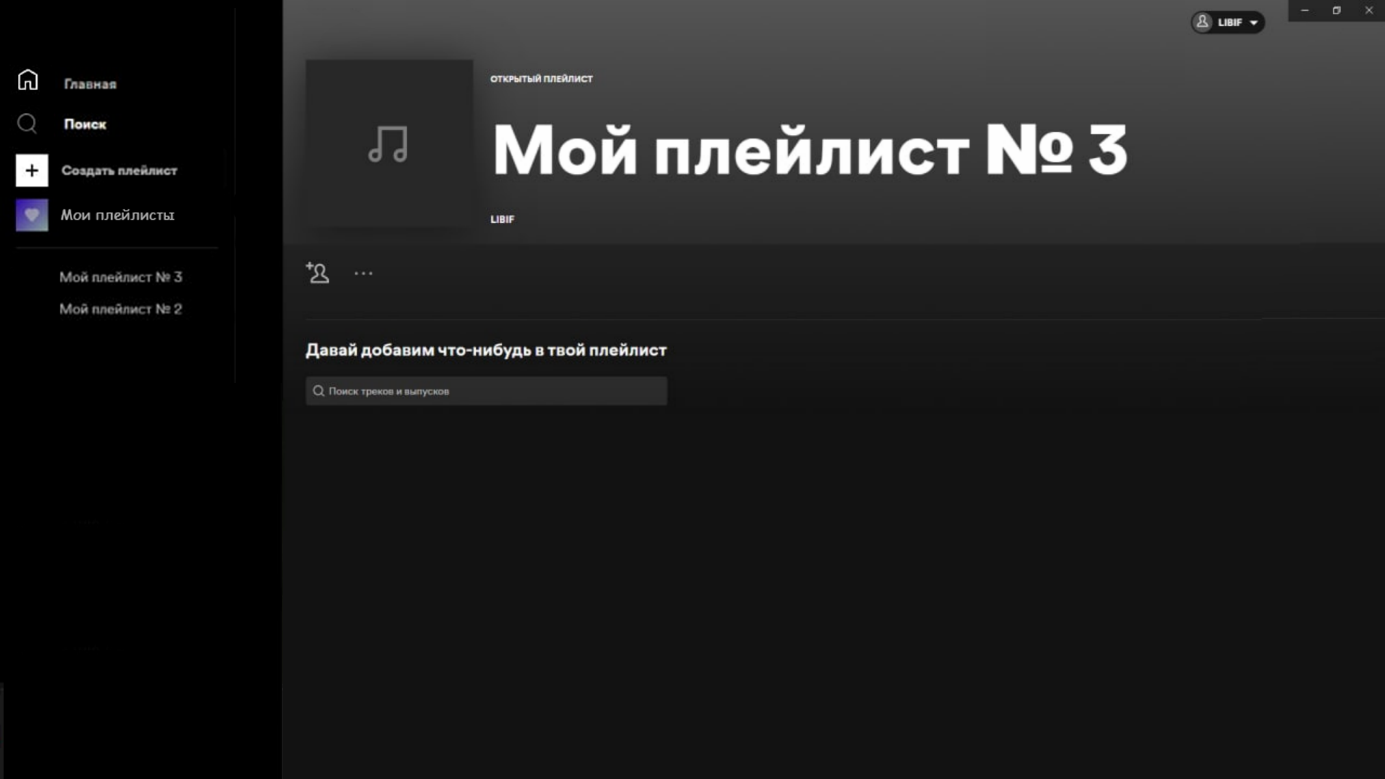 LIBIF
Главная
Поиск
Создать плейлист
Мои плейлисты
Мой плейлист № 3
Мой плейлист № 2
ОТКРЫТЫЙ ПЛЕЙЛИСТ
Мой плейлист № 3
LIBIF
Давай добавим что-нибудь в твой плейлист
Поиск треков и выпусков